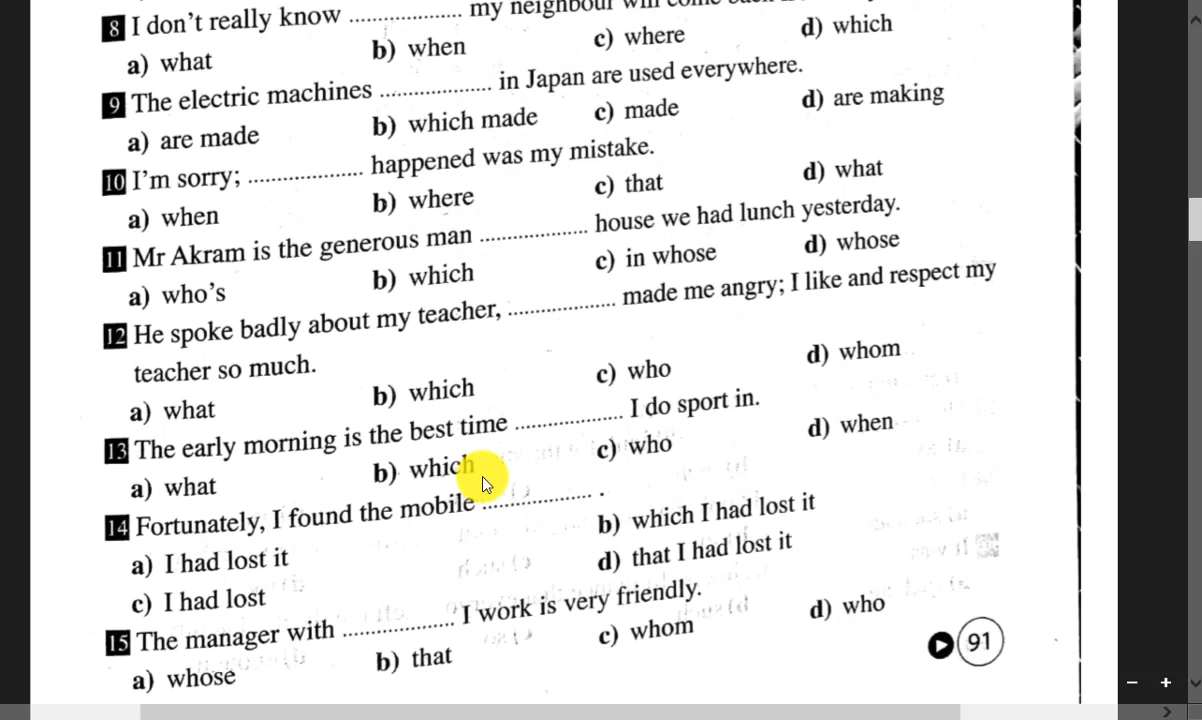 8 I don't really know .................... my neighbour will come back
a) what b) when c) where d) which
9 The electric machines .................... in Japan are used everywhere.
a) are made b) which made c) made d) are making
10 I'm sorry; .................... happened was my mistake.
a) when b) where c) that d) what
11 Mr Akram is the generous man .................... house we had lunch yesterday.
a) who's b) which c) in whose d) whose
12 He spoke badly about my teacher, .................... made me angry; I like and respect my
teacher so much.
a) what b) which c) who d) whom
13 The early morning is the best time .................... I do sport in.
a) what b) which c) who d) when
14 Fortunately, I found the mobile .................... .
a) I had lost it b) which I had lost it
c) I had lost d) that I had lost it
15 The manager with .................... I work is very friendly.
a) whose b) that c) whom d) who
91